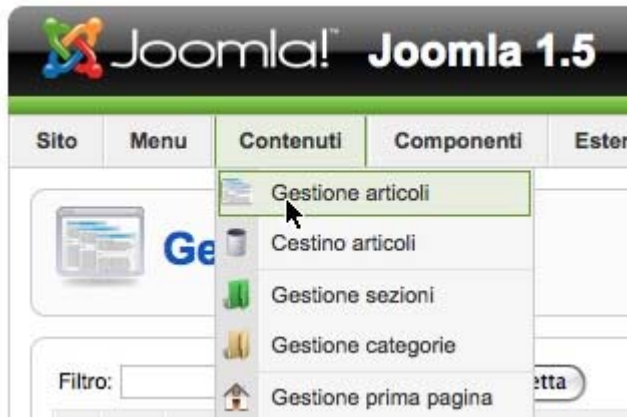 Joomla!™ Joomla 1.5
Sito Menu Contenuti Componenti
Gestione articoli
Cestino articoli
Gestione sezioni
Gestione categorie
Filtro:
Gestione prima pagina